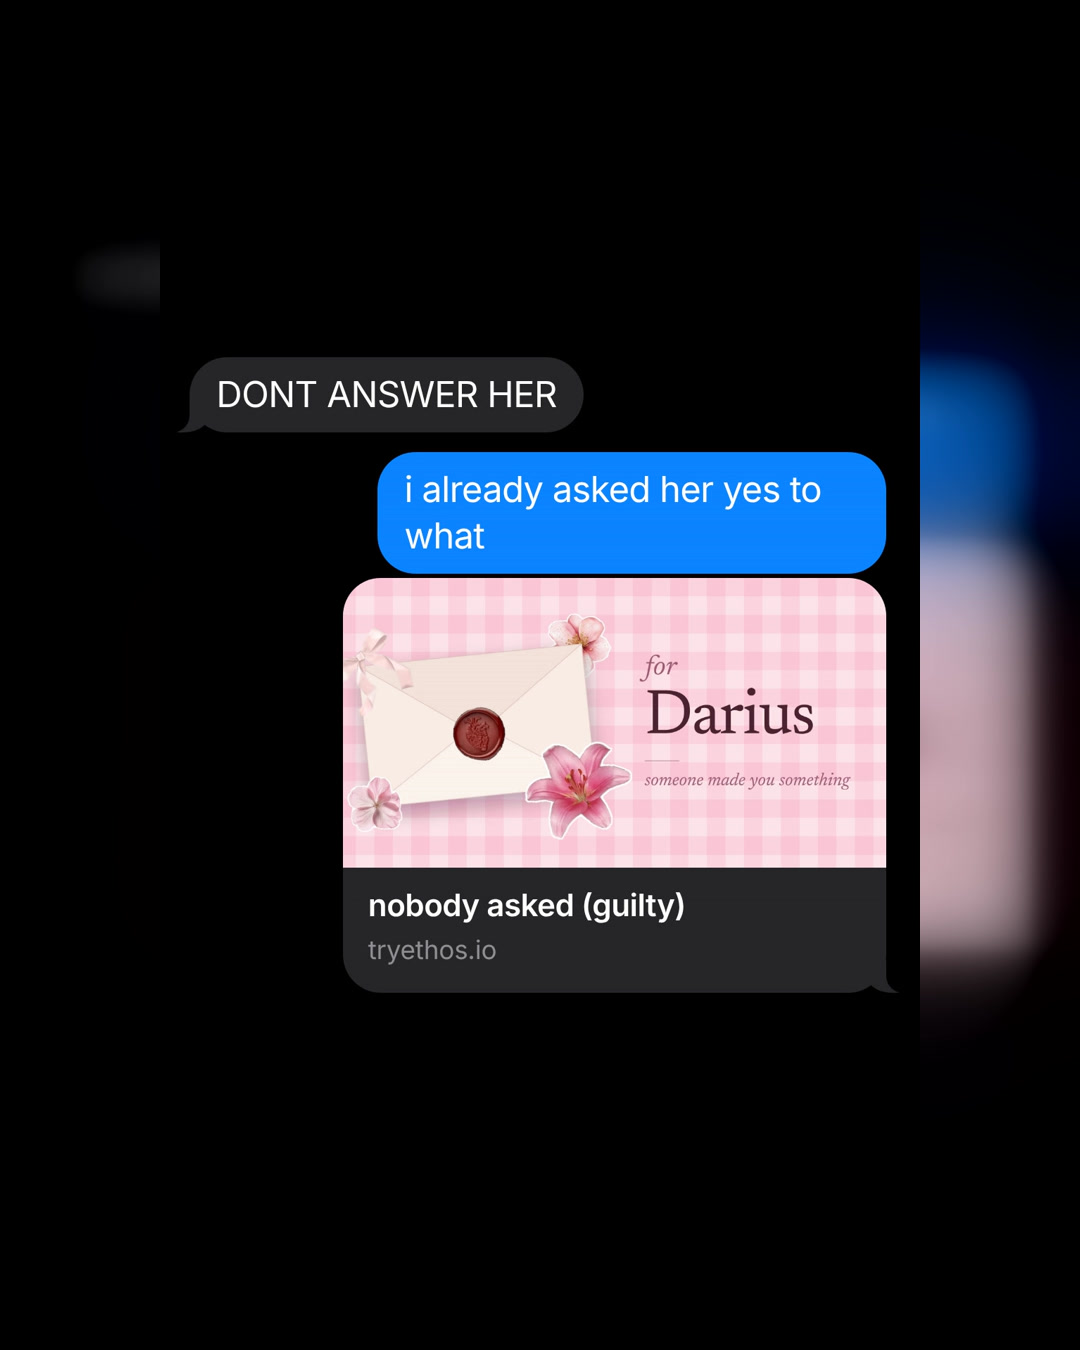 DONT ANSWER HER
i already asked her yes to
what
for
Darius
someone made you something
nobody asked (guilty)
tryethos.io